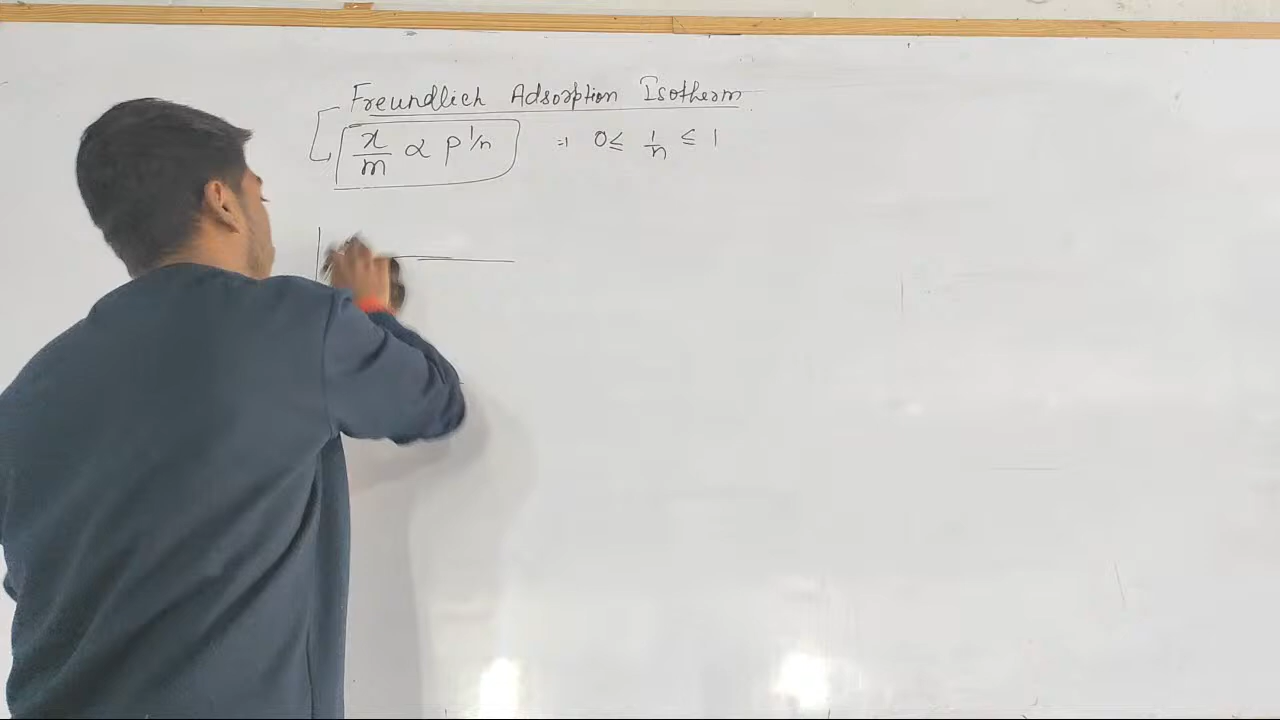 Freundlich Adsorption Isotherm
x/m ∝ P^1/n ⇒ 0 ≤ 1/n ≤ 1